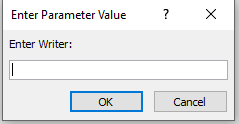 Enter Parameter Value
?
Enter Writer:
OK
Cancel